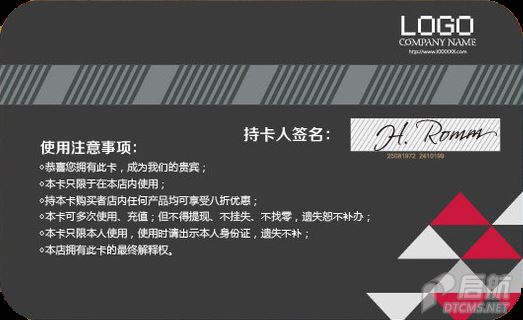 LOGO
COMPANY NAME
http://www.XXXXXXX.com
持卡人签名：
H. Romm
25081972 2410199
使用注意事项：
◇恭喜您拥有此卡，成为我们的贵宾；
◇本卡只限于在本店内使用；
◇持本卡购买者店内任何产品均可享受八折优惠；
◇本卡可多次使用、充值；但不得提现、不挂失、不找零，遗失恕不补办；
◇本卡只限本人使用，使用时请出示本人身份证，遗失不补；
◇本店拥有此卡的最终解释权。
启航
DTCMS.NET